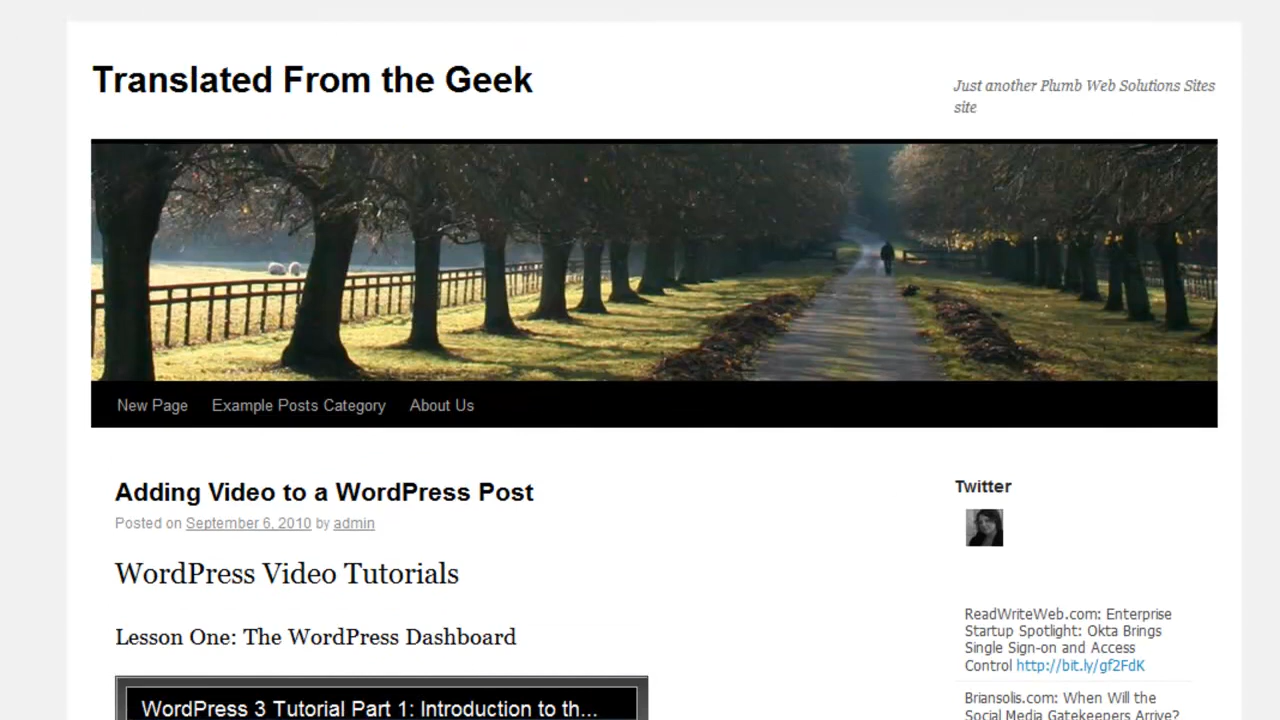 Translated From the Geek
Just another Plumb Web Solutions Sites
site
New Page Example Posts Category About Us
Adding Video to a WordPress Post
Posted on September 6, 2010 by admin
WordPress Video Tutorials
Lesson One: The WordPress Dashboard
WordPress 3 Tutorial Part 1: Introduction to th...
Twitter
ReadWriteWeb.com: Enterprise
Startup Spotlight: Okta Brings
Single Sign-on and Access
Control http://bit.ly/gf2FdK
Briansolis.com: When Will the
Social Media Gatekeepers Arrive?